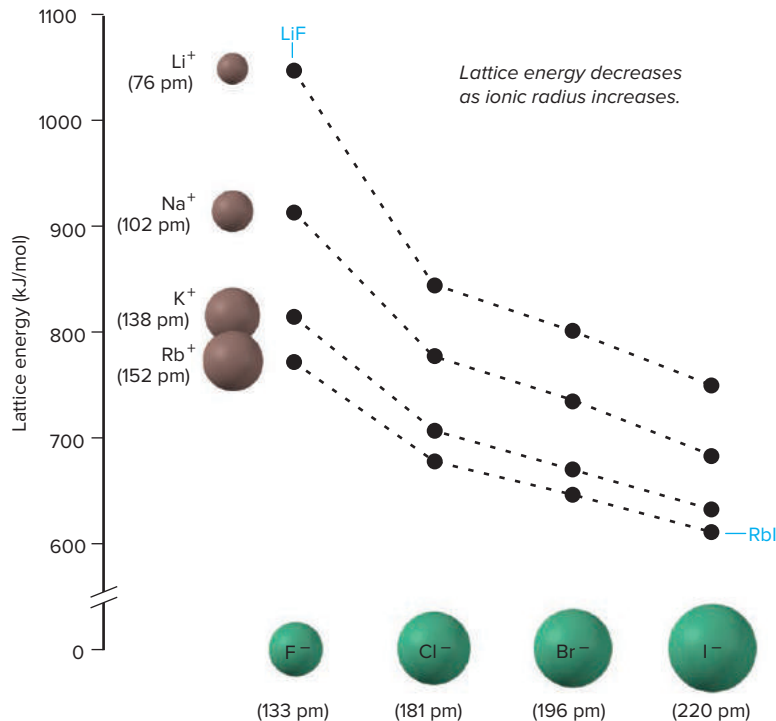 1100
LiF
Li+
(76 pm)
Lattice energy decreases
as ionic radius increases.
1000
Na+
(102 pm)
900
Lattice energy (kJ/mol)
K+
(138 pm)
800
Rb+
(152 pm)
700
600
RbI
0
F−
Cl−
Br−
I−
(133 pm)
(181 pm)
(196 pm)
(220 pm)